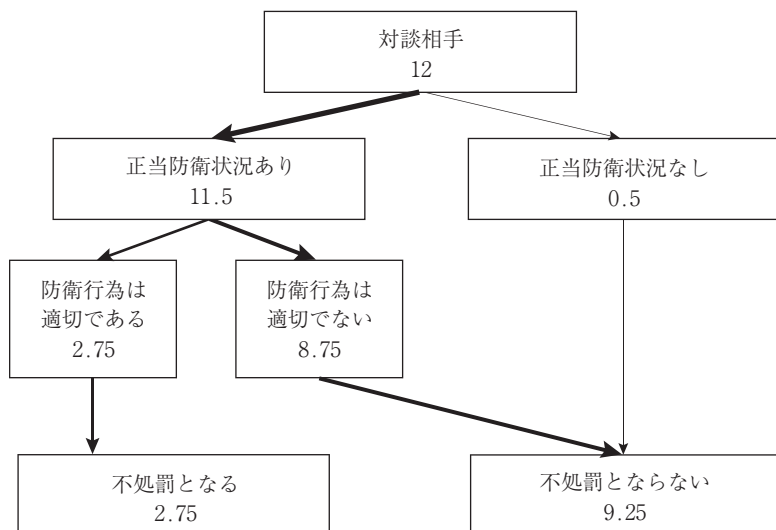 対談相手
12
正当防衛状況あり
11.5
正当防衛状況なし
0.5
防衛行為は
適切である
2.75
防衛行為は
適切でない
8.75
不処罰となる
2.75
不処罰とならない
9.25